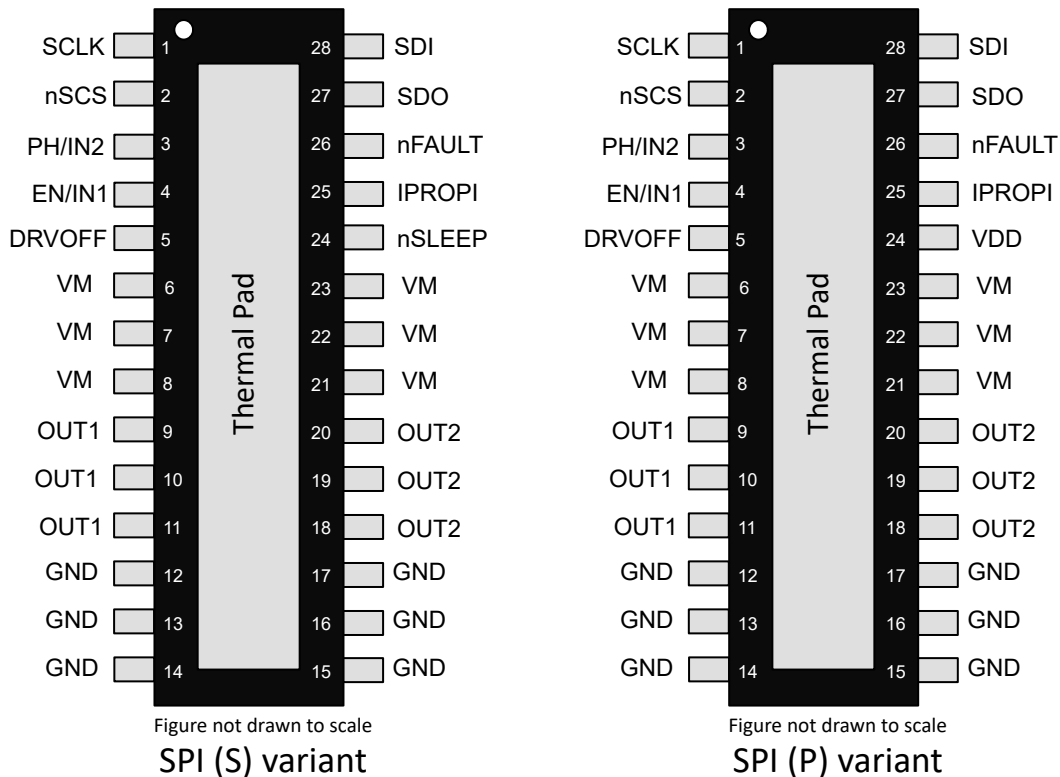 SCLK 1 28 SDI
nSCS 2 27 SDO
PH/IN2 3 26 nFAULT
EN/IN1 4 25 IPROPI
DRVOFF 5 24 nSLEEP
VM 6 23 VM
VM 7 22 VM
VM 8 21 VM
OUT1 9 20 OUT2
OUT1 10 19 OUT2
OUT1 11 18 OUT2
GND 12 17 GND
GND 13 16 GND
GND 14 15 GND
Thermal Pad
Figure not drawn to scale
SPI (S) variant
SCLK 1 28 SDI
nSCS 2 27 SDO
PH/IN2 3 26 nFAULT
EN/IN1 4 25 IPROPI
DRVOFF 5 24 VDD
VM 6 23 VM
VM 7 22 VM
VM 8 21 VM
OUT1 9 20 OUT2
OUT1 10 19 OUT2
OUT1 11 18 OUT2
GND 12 17 GND
GND 13 16 GND
GND 14 15 GND
Thermal Pad
Figure not drawn to scale
SPI (P) variant